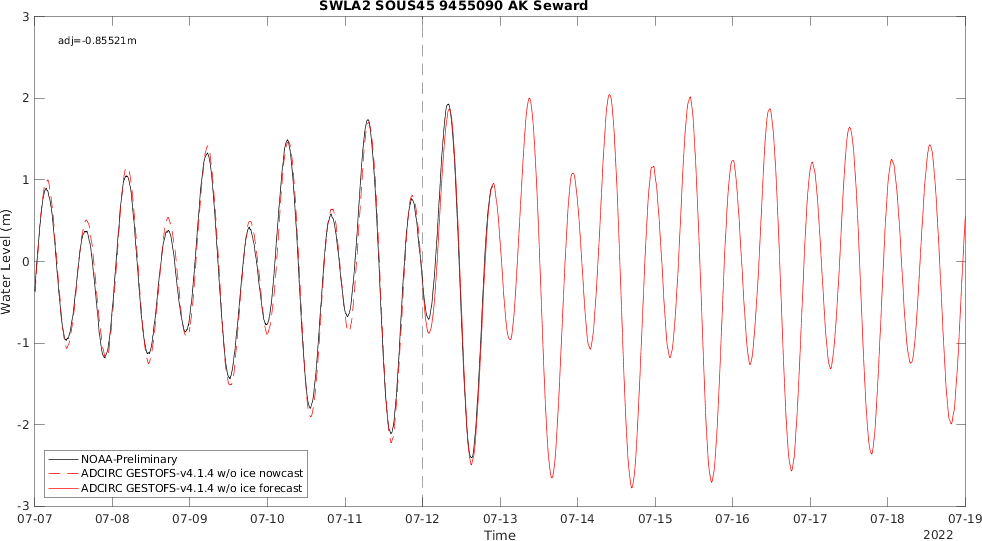 SWLA2 SOUS45 9455090 AK Seward
adj=-0.85521m
3
2
1
0
-1
-2
-3
Water Level (m)
NOAA-Preliminary
ADCIRC GESTOFS-v4.1.4 w/o ice nowcast
ADCIRC GESTOFS-v4.1.4 w/o ice forecast
07-07 07-08 07-09 07-10 07-11 07-12 07-13 07-14 07-15 07-16 07-17 07-18 07-19
Time
2022